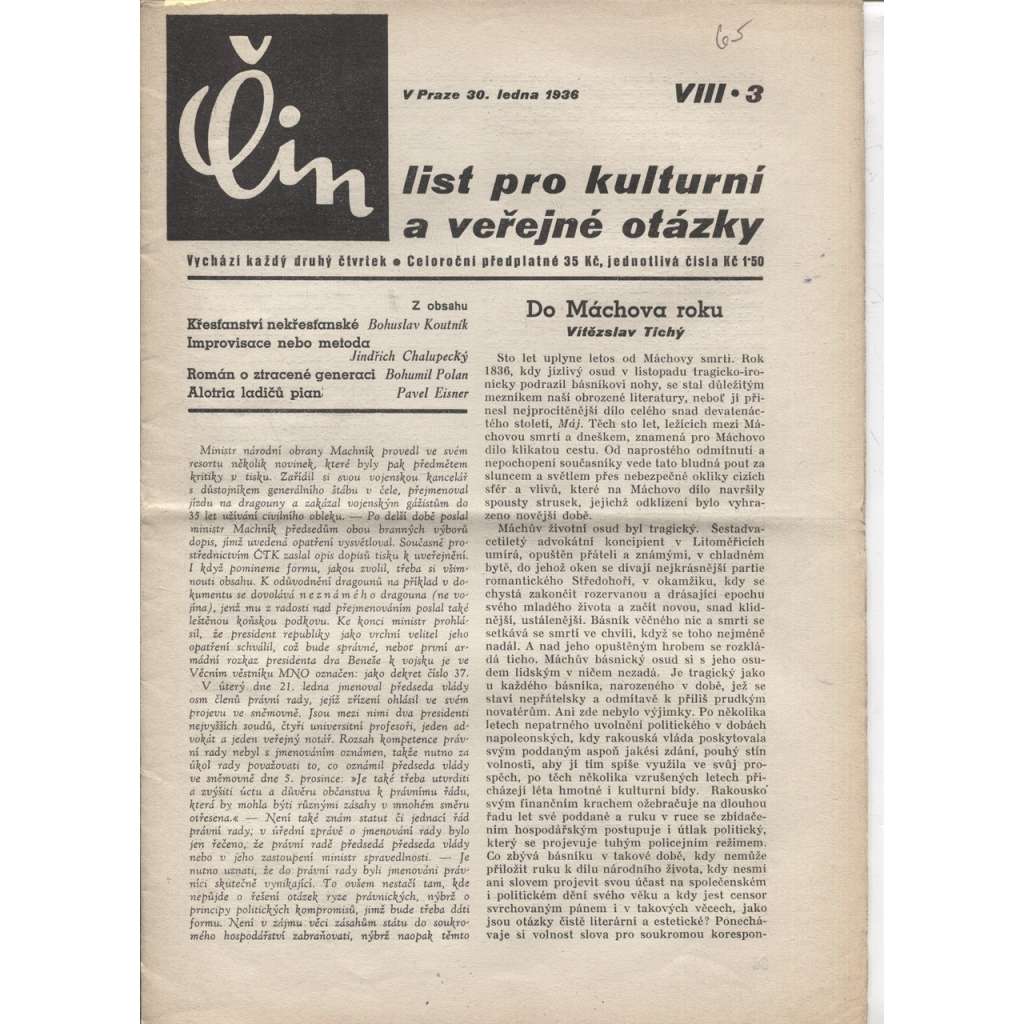 65
Čin
V Praze 30. ledna 1936
VIII • 3
list pro kulturní
a veřejné otázky
Vychází každý druhý čtvrtek ● Celoroční předplatné 35 Kč, jednotlivá čísla Kč 1·50
Z obsahu
Křesťanství nekřesťanské Bohuslav Koutník
Improvisace nebo metoda
Jindřich Chalupecký
Román o ztracené generaci Bohumil Polan
Alotria ladičů pian Pavel Eisner
Ministr národní obrany Machník provedl ve svém
resortu několik novinek, které byly pak předmětem
kritiky v tisku. Zařídil si svou vojenskou kancelář
s důstojníkem generálního štábu v čele, přejmenoval
jízdu na dragouny a zakázal vojenským gážistům do
35 let užívání civilního obleku. — Po delší době poslal
ministr Machník předsedům obou branných výborů
dopis, jímž uvedená opatření vysvětloval. Současně pro-
střednictvím ČTK zaslal opis dopisů tisku k uveřejnění.
I když pomineme formu, jakou zvolil, třeba si všim-
nouti obsahu. K odůvodnění dragounů na příklad v do-
kumentu se dovolává neznámého dragouna (ne vo-
jína), jenž mu z radosti nad přejmenováním poslal také
leštěnou koňskou podkovu. Ke konci ministr prohlá-
sil, že president republiky jako vrchní velitel jeho
opatření schválil, což bude správné, neboť první ar-
mádní rozkaz presidenta dra Beneše k vojsku je ve
Věcním věstníku MNO označen: jako dekret číslo 37.
V úterý dne 21. ledna jmenoval předseda vlády
osm členů právní rady, jejíž zřízení ohlásil ve svém
projevu ve sněmovně. Jsou mezi nimi dva presidenti
nejvyšších soudů, čtyři universitní profesoři, jeden ad-
vokát a jeden veřejný notář. Rozsah kompetence práv-
ní rady nebyl s jmenováním oznámen, takže nutno za
úkol rady považovati to, co oznámil předseda vlády
ve sněmovně dne 5. prosince: »Je také třeba utvrditi
a zvýšiti úctu a důvěru občanstva k právnímu řádu,
která by mohla býti různými zásahy v mnohém směru
otřesena.« — Není také znám statut či jednací řád
právní rady; v úřední zprávě o jmenování rady bylo
jen řečeno, že právní radě předsedá předseda vlády
nebo v jeho zastoupení ministr spravedlnosti. — Je
nutno uznati, že do právní rady byli jmenováni práv-
níci skutečně vynikající. To ovšem nestačí tam, kde
nepůjde o řešení otázek ryze právnických, nýbrž o
principy politických kompromisů, jimž bude třeba dáti
formu. Není v zájmu věci zásahům státu do soukro-
mého hospodářství zabraňovati, nýbrž naopak těmto
Do Máchova roku
Vítězslav Tichý
Sto let uplyne letos od Máchovy smrti. Rok
1836, kdy jízlivý osud v listopadu tragicko-iro-
nicky podrazil básníkovi nohy, se stal důležitým
mezníkem naší obrozené literatury, neboť jí při-
nesl nejprocítěnější dílo celého snad devatenác-
tého století, Máj. Těch sto let, ležících mezi Má-
chovou smrtí a dneškem, znamená pro Máchovo
dílo klikatou cestu. Od naprostého odmítnutí a
nepochopení současníky vede tato bludná pout za
sluncem a světlem přes nebezpečné okliky cizích
sfér a vlivů, které na Máchovo dílo navršily
spousty strusek, jejichž odklizení bylo vyhra-
zeno novější době.
Máchův životní osud byl tragický. Šestadva-
cetiletý advokátní koncipient v Litoměřicích
umírá, opuštěn přáteli a známými, v chladném
bytě, do jehož oken se dívají nejkrásnější partie
romantického Středohoří, v okamžiku, kdy se
chystá zakončit rozervanou a drásající epochu
svého mladého života a začít novou, snad klid-
nější, ustálenější. Básník věčného nic a smrti se
setkává se smrtí ve chvíli, když se toho nejméně
nadál. A nad jeho opuštěným hrobem se rozklá-
dá ticho. Máchův básnický osud si s jeho osu-
dem lidským v ničem nezadá. Je tragický jako
u každého básníka, narozeného v době, jež se
staví nepřátelsky a odmítavě k příliš prudkým
novatérům. Ani zde nebylo výjimky. Po několika
letech nepatrného uvolnění politického v dobách
napoleonských, kdy rakouská vláda poskytovala
svým poddaným aspoň jakési zdání, pouhý stín
volnosti, aby jí tím spíše využila ve svůj pro-
spěch, po těch několika vzrušených letech při-
cházejí léta hmotné i kulturní bídy. Rakousko
svým finančním krachem ožebračuje na dlouhou
řadu let své poddané a ruku v ruce se zbídače-
ním hospodářským postupuje i útlak politický,
který se projevuje tuhým policejním režimem.
Co zbývá básníku v takové době, kdy nemůže
přiložit ruku k dílu národního života, kdy nesmí
ani slovem projevit svou účast na společenském
i politickém dění svého věku a kdy jest censor
svrchovaným pánem i v takových věcech, jako
jsou otázky čistě literární a estetické? Ponechá-
vaje si volnost slova pro soukromou korespon-